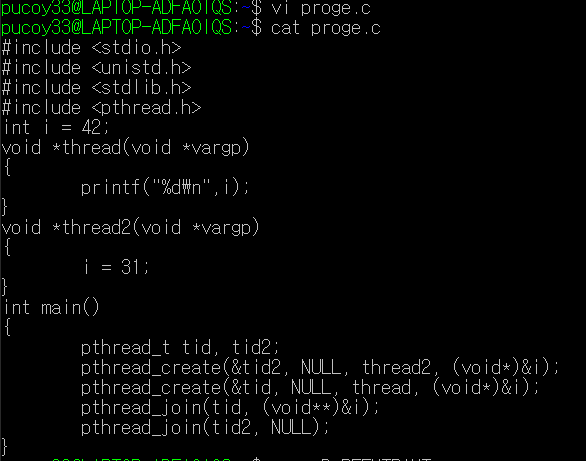 pucoy33@LAPTOP-ADFAOIQS:~$ vi proge.c
pucoy33@LAPTOP-ADFAOIQS:~$ cat proge.c
#include <stdio.h>
#include <unistd.h>
#include <stdlib.h>
#include <pthread.h>
int i = 42;
void *thread(void *vargp)
{
        printf("%d₩n",i);
}
void *thread2(void *vargp)
{
        i = 31;
}
int main()
{
        pthread_t tid, tid2;
        pthread_create(&tid2, NULL, thread2, (void*)&i);
        pthread_create(&tid, NULL, thread, (void*)&i);
        pthread_join(tid, (void**)&i);
        pthread_join(tid2, NULL);
}